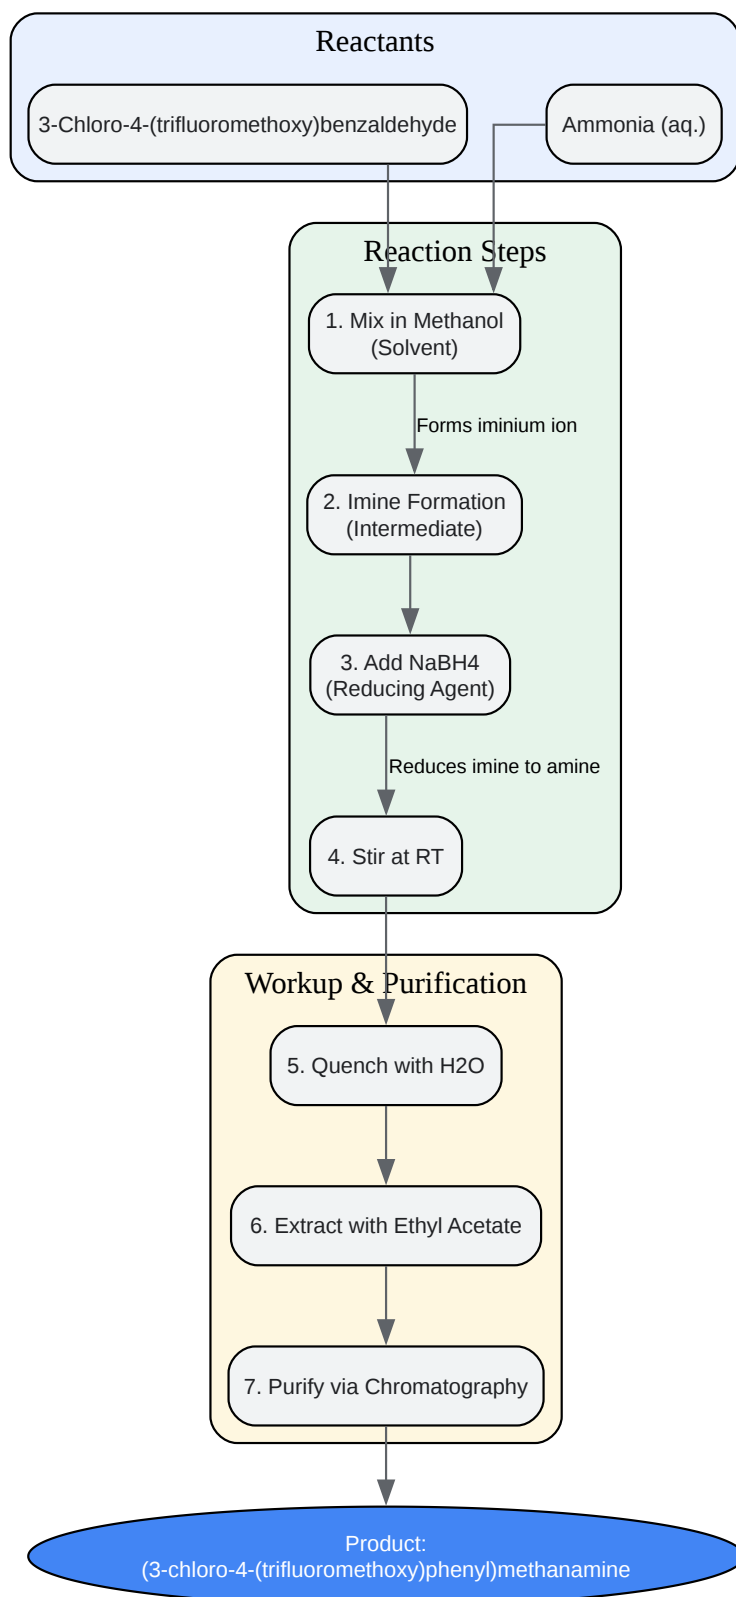 Reactants
3-Chloro-4-(trifluoromethoxy)benzaldehyde
Ammonia (aq.)
Reaction Steps
1. Mix in Methanol
(Solvent)
Forms iminium ion
2. Imine Formation
(Intermediate)
3. Add NaBH4
(Reducing Agent)
Reduces imine to amine
4. Stir at RT
Workup & Purification
5. Quench with H2O
6. Extract with Ethyl Acetate
7. Purify via Chromatography
Product:
(3-chloro-4-(trifluoromethoxy)phenyl)methanamine